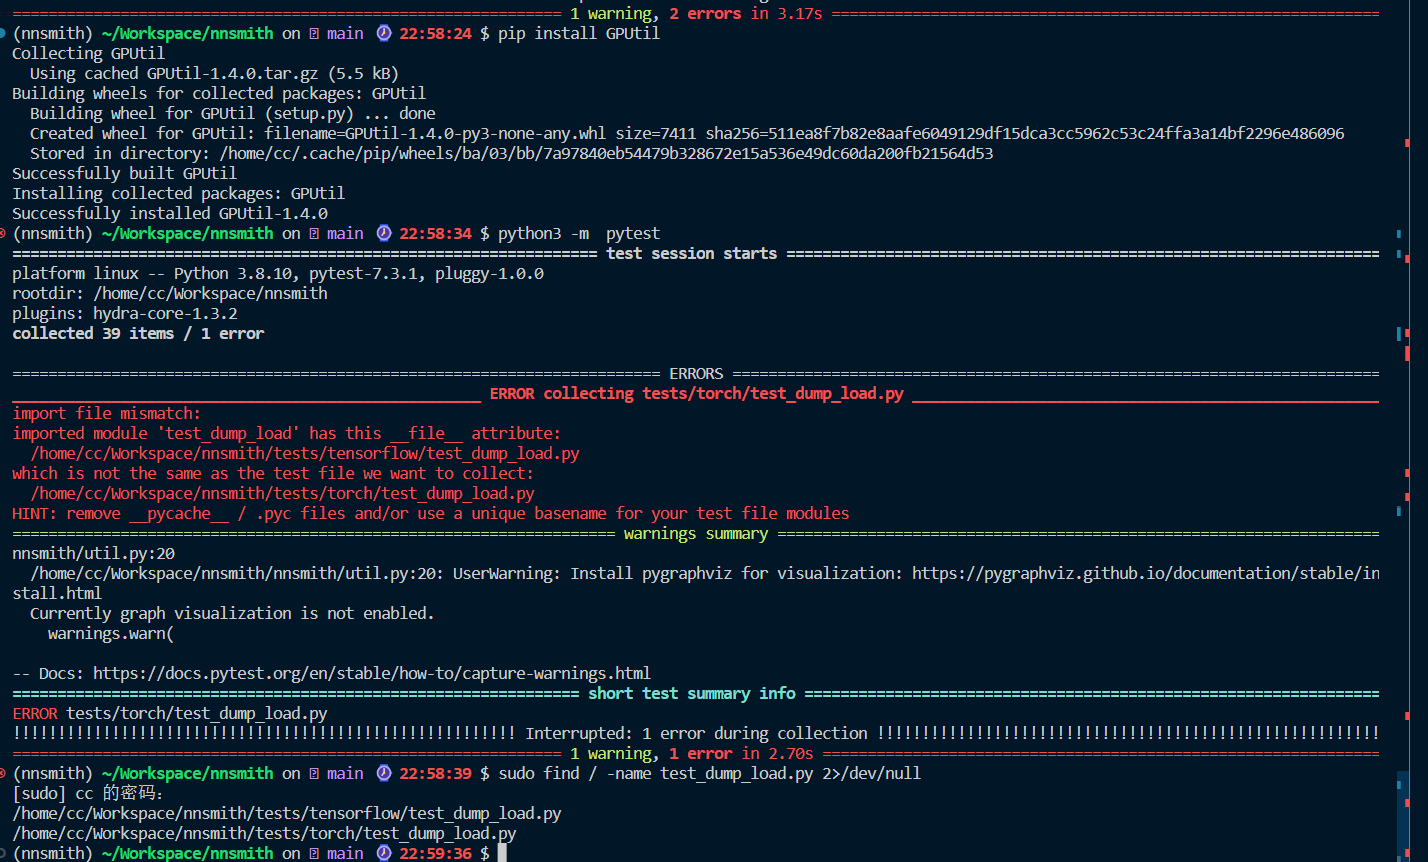 ============================================================= 1 warning, 2 errors in 3.17s =============================================================
(nnsmith) ~/Workspace/nnsmith on main 22:58:24 $ pip install GPUtil
Collecting GPUtil
  Using cached GPUtil-1.4.0.tar.gz (5.5 kB)
Building wheels for collected packages: GPUtil
  Building wheel for GPUtil (setup.py) ... done
  Created wheel for GPUtil: filename=GPUtil-1.4.0-py3-none-any.whl size=7411 sha256=511ea8f7b82e8aafe6049129df15dca3cc5962c53c24ffa3a14bf2296e486096
  Stored in directory: /home/cc/.cache/pip/wheels/ba/03/bb/7a97840eb54479b328672e15a536e49dc60da200fb21564d53
Successfully built GPUtil
Installing collected packages: GPUtil
Successfully installed GPUtil-1.4.0
(nnsmith) ~/Workspace/nnsmith on main 22:58:34 $ python3 -m  pytest
================================================================= test session starts ==================================================================
platform linux -- Python 3.8.10, pytest-7.3.1, pluggy-1.0.0
rootdir: /home/cc/Workspace/nnsmith
plugins: hydra-core-1.3.2
collected 39 items / 1 error

======================================================================== ERRORS ========================================================================
____________________________________________________ ERROR collecting tests/torch/test_dump_load.py ____________________________________________________
import file mismatch:
imported module 'test_dump_load' has this __file__ attribute:
  /home/cc/Workspace/nnsmith/tests/tensorflow/test_dump_load.py
which is not the same as the test file we want to collect:
  /home/cc/Workspace/nnsmith/tests/torch/test_dump_load.py
HINT: remove __pycache__ / .pyc files and/or use a unique basename for your test file modules
=================================================================== warnings summary ===================================================================
nnsmith/util.py:20
  /home/cc/Workspace/nnsmith/nnsmith/util.py:20: UserWarning: Install pygraphviz for visualization: https://pygraphviz.github.io/documentation/stable/in
stall.html
  Currently graph visualization is not enabled.
    warnings.warn(

-- Docs: https://docs.pytest.org/en/stable/how-to/capture-warnings.html
=============================================================== short test summary info ================================================================
ERROR tests/torch/test_dump_load.py
!!!!!!!!!!!!!!!!!!!!!!!!!!!!!!!!!!!!!!!!!!!!!!!!!!!!!!!! Interrupted: 1 error during collection !!!!!!!!!!!!!!!!!!!!!!!!!!!!!!!!!!!!!!!!!!!!!!!!!!!!!!!!
============================================================= 1 warning, 1 error in 2.70s ==============================================================
(nnsmith) ~/Workspace/nnsmith on main 22:58:39 $ sudo find / -name test_dump_load.py 2>/dev/null
[sudo] cc 的密码：
/home/cc/Workspace/nnsmith/tests/tensorflow/test_dump_load.py
/home/cc/Workspace/nnsmith/tests/torch/test_dump_load.py
(nnsmith) ~/Workspace/nnsmith on main 22:59:36 $